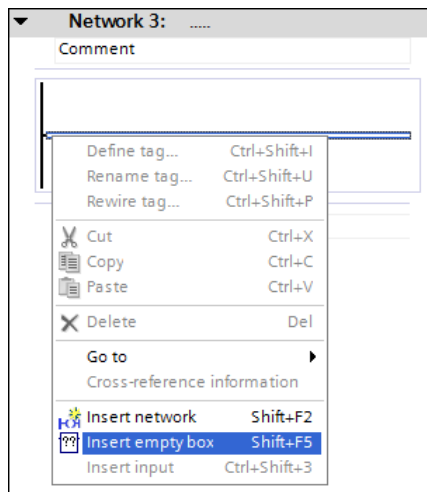 Network 3: .....
Comment
Define tag... Ctrl+Shift+I
Rename tag... Ctrl+Shift+U
Rewire tag... Ctrl+Shift+P
Cut Ctrl+X
Copy Ctrl+C
Paste Ctrl+V
Delete Del
Go to
Cross-reference information
Insert network Shift+F2
?? Insert empty box Shift+F5
Insert input Ctrl+Shift+3